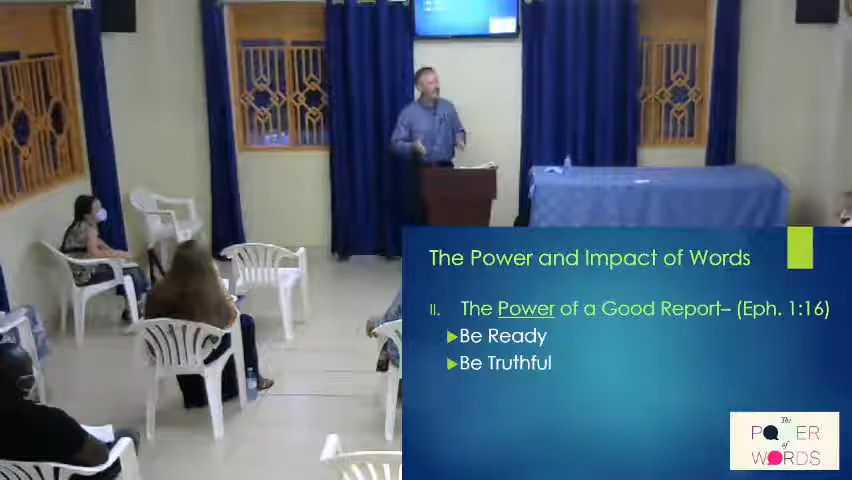 The Power and Impact of Words
II. The Power of a Good Report– (Eph. 1:16)
Be Ready
Be Truthful
The
POWER
of
WORDS